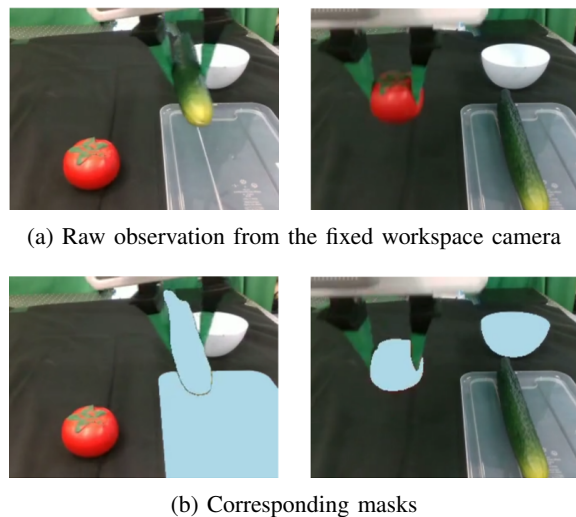 (a) Raw observation from the fixed workspace camera
(b) Corresponding masks